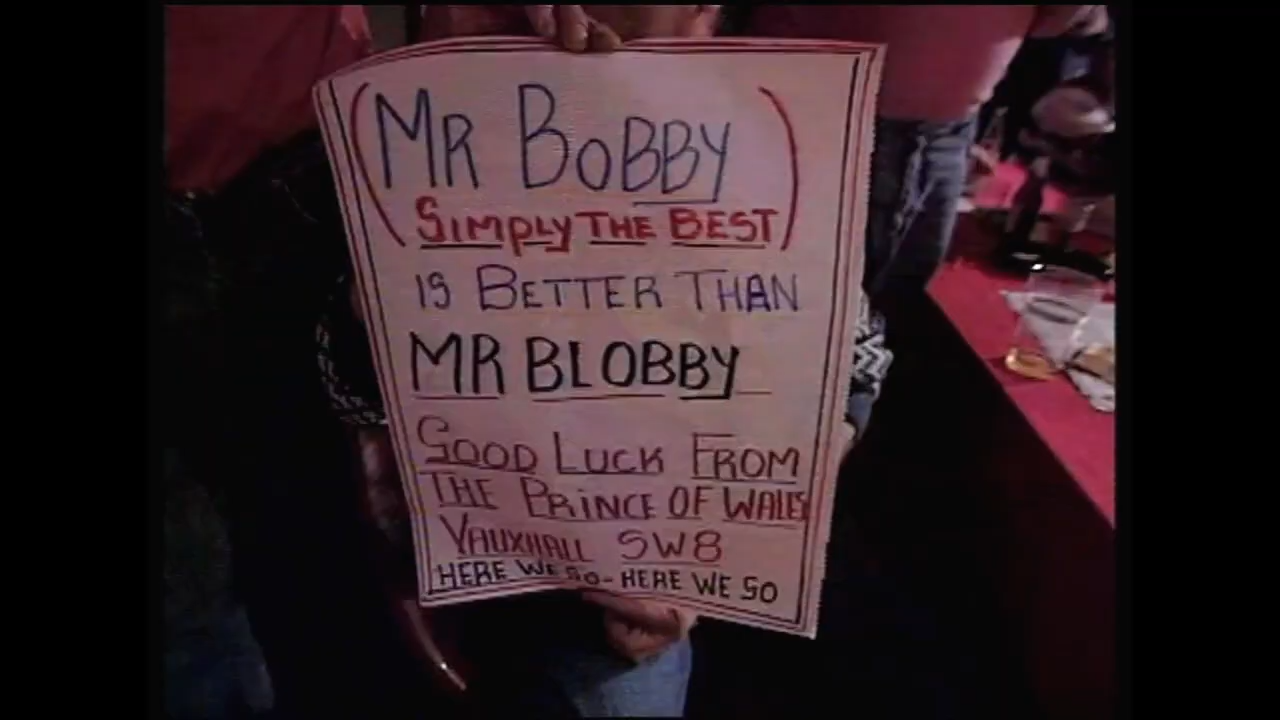 (MR BOBBY)
SIMPLY THE BEST
IS BETTER THAN
MR BLOBBY
GOOD LUCK FROM
THE PRINCE OF WALES
VAUXHALL SW8
HERE WE GO - HERE WE GO